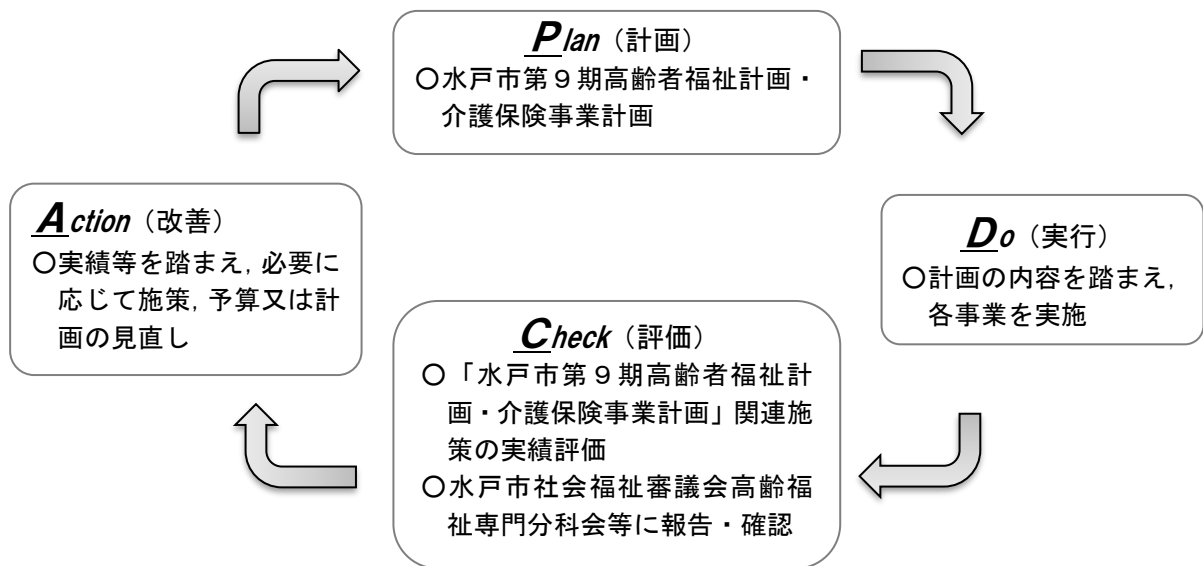 Plan（計画）
○水戸市第９期高齢者福祉計画・
介護保険事業計画
Action（改善）
○実績等を踏まえ，必要に
応じて施策，予算又は計
画の見直し
Do（実行）
○計画の内容を踏まえ，
各事業を実施
Check（評価）
○「水戸市第９期高齢者福祉計
画・介護保険事業計画」関連施
策の実績評価
○水戸市社会福祉審議会高齢福
祉専門分科会等に報告・確認